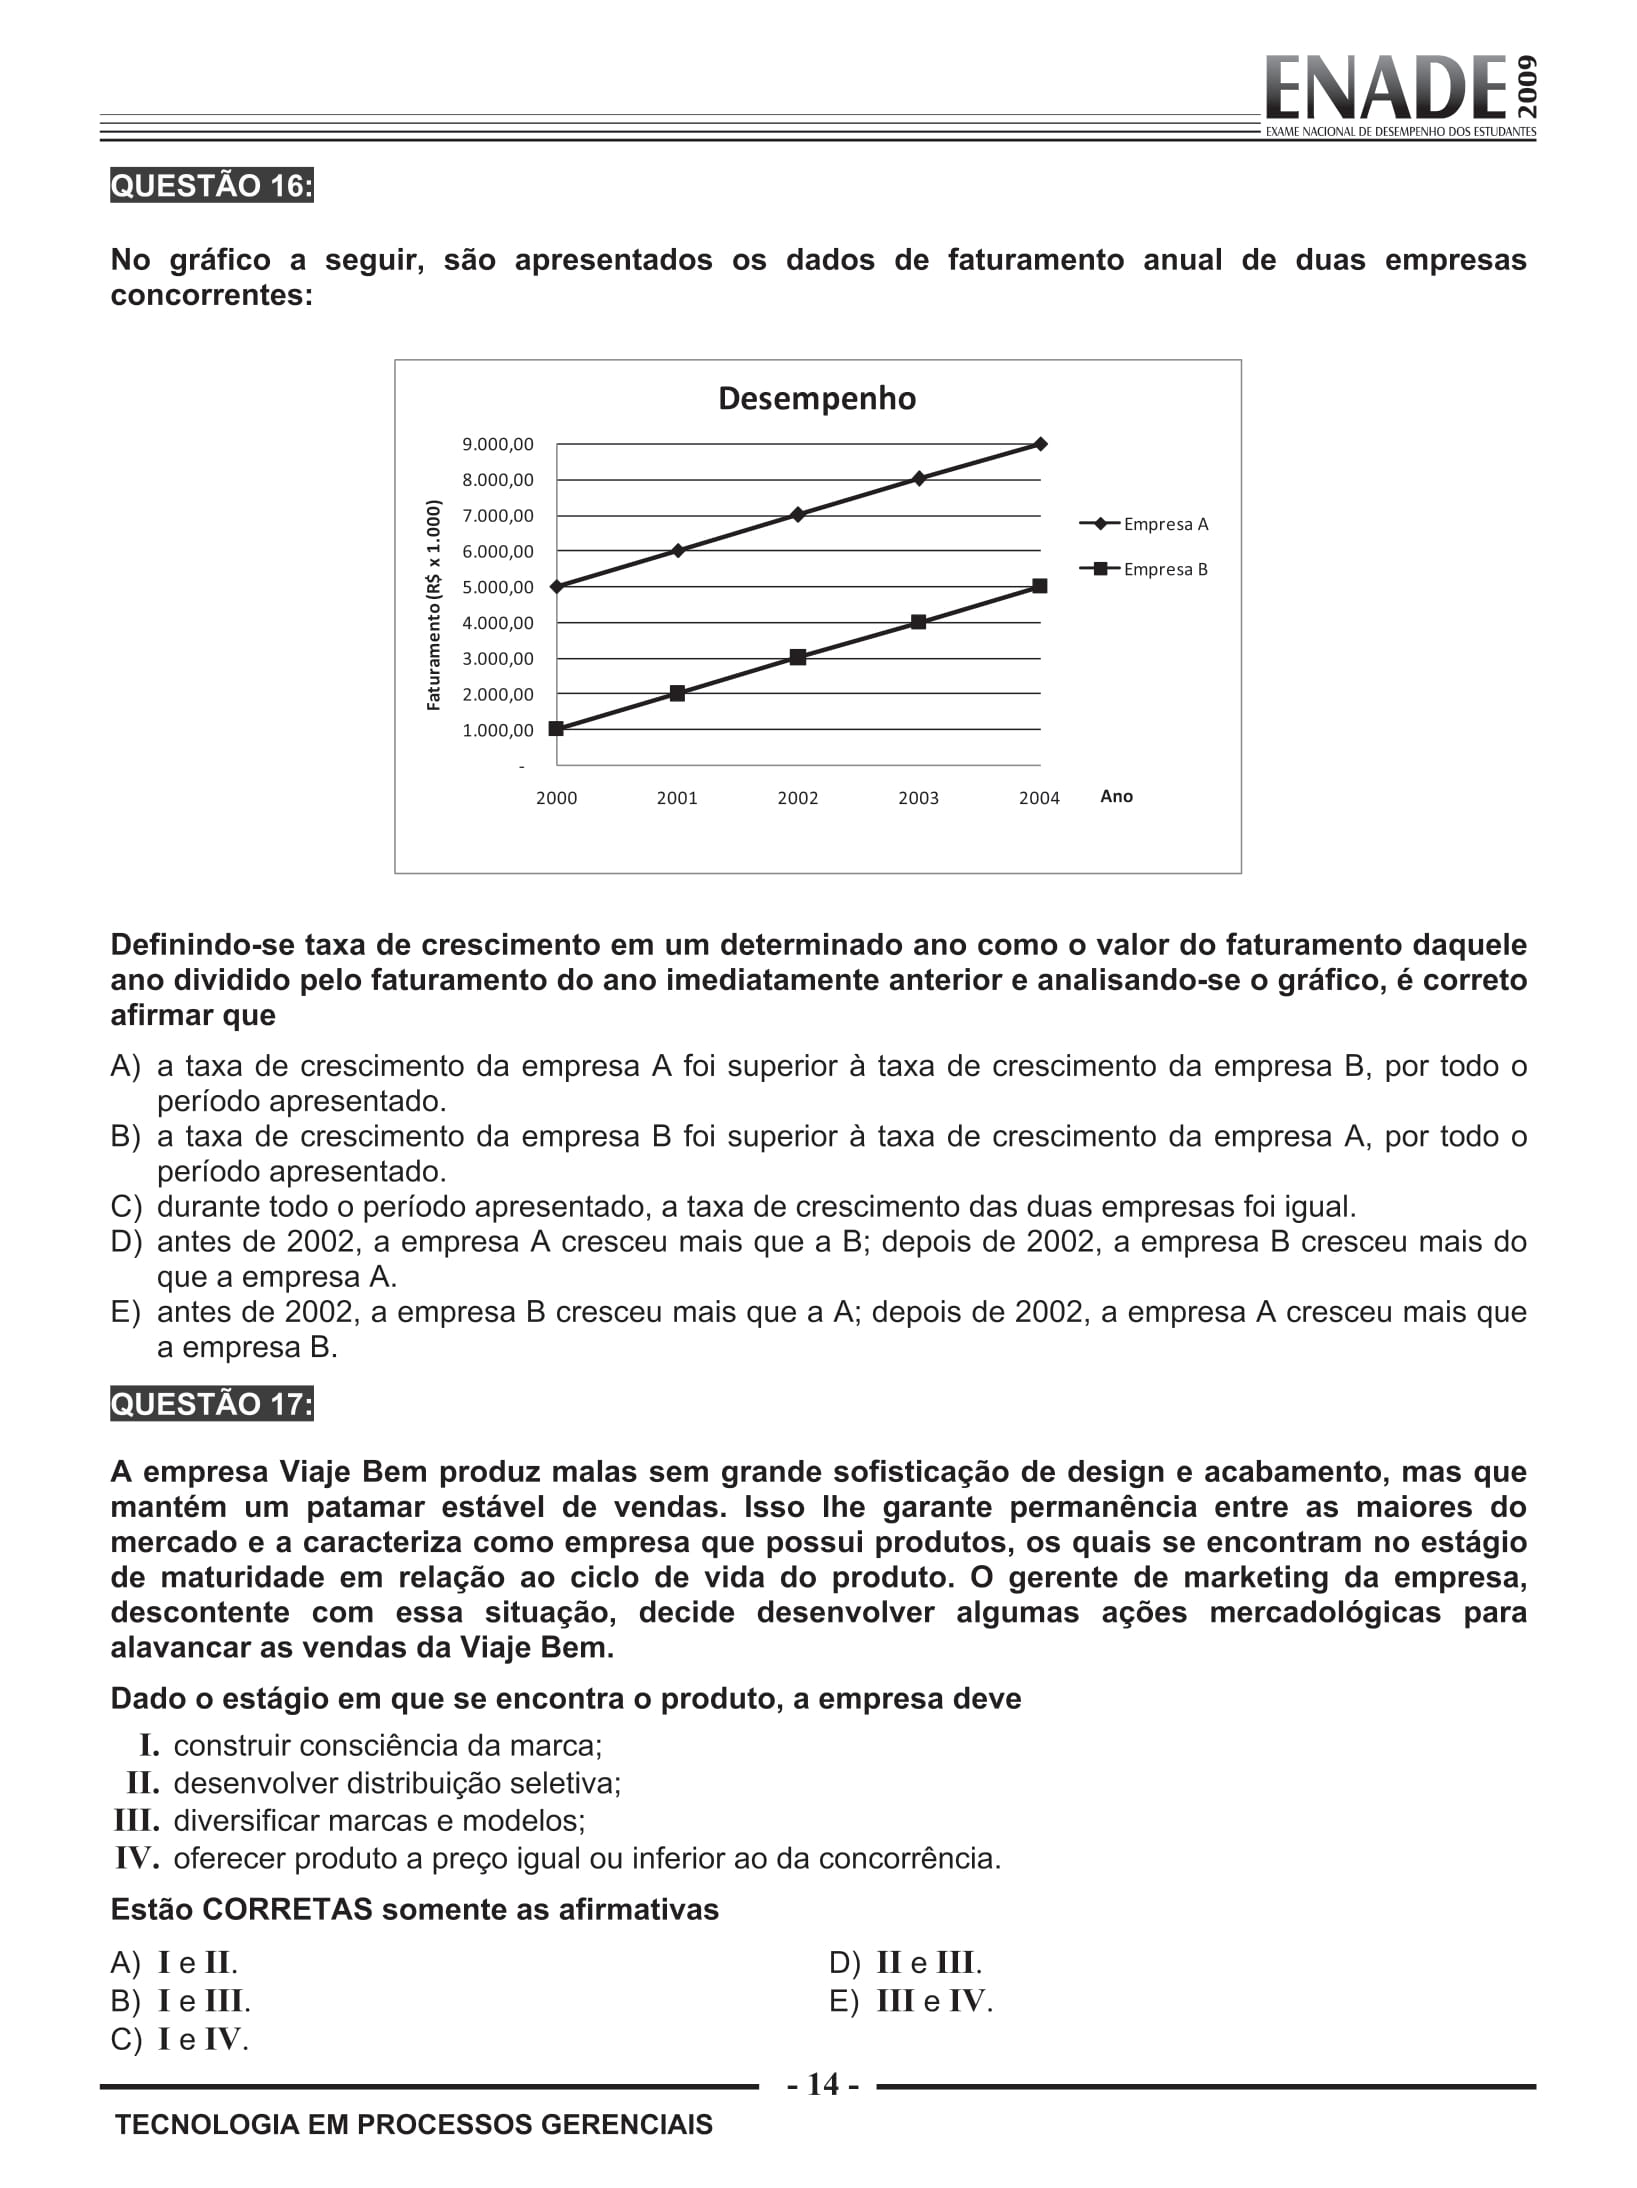 ENADE 2009
EXAME NACIONAL DE DESEMPENHO DOS ESTUDANTES
QUESTÃO 16:
No gráfico a seguir, são apresentados os dados de faturamento anual de duas empresas
concorrentes:
Desempenho
Faturamento (R$ x 1.000)
9.000,00
8.000,00
7.000,00
6.000,00
5.000,00
4.000,00
3.000,00
2.000,00
1.000,00
-
2000 2001 2002 2003 2004 Ano
Empresa A
Empresa B
Definindo-se taxa de crescimento em um determinado ano como o valor do faturamento daquele
ano dividido pelo faturamento do ano imediatamente anterior e analisando-se o gráfico, é correto
afirmar que
A) a taxa de crescimento da empresa A foi superior à taxa de crescimento da empresa B, por todo o
período apresentado.
B) a taxa de crescimento da empresa B foi superior à taxa de crescimento da empresa A, por todo o
período apresentado.
C) durante todo o período apresentado, a taxa de crescimento das duas empresas foi igual.
D) antes de 2002, a empresa A cresceu mais que a B; depois de 2002, a empresa B cresceu mais do
que a empresa A.
E) antes de 2002, a empresa B cresceu mais que a A; depois de 2002, a empresa A cresceu mais que
a empresa B.
QUESTÃO 17:
A empresa Viaje Bem produz malas sem grande sofisticação de design e acabamento, mas que
mantém um patamar estável de vendas. Isso lhe garante permanência entre as maiores do
mercado e a caracteriza como empresa que possui produtos, os quais se encontram no estágio
de maturidade em relação ao ciclo de vida do produto. O gerente de marketing da empresa,
descontente com essa situação, decide desenvolver algumas ações mercadológicas para
alavancar as vendas da Viaje Bem.
Dado o estágio em que se encontra o produto, a empresa deve
I. construir consciência da marca;
II. desenvolver distribuição seletiva;
III. diversificar marcas e modelos;
IV. oferecer produto a preço igual ou inferior ao da concorrência.
Estão CORRETAS somente as afirmativas
A) I e II.
B) I e III.
C) I e IV.
D) II e III.
E) III e IV.
- 14 -
TECNOLOGIA EM PROCESSOS GERENCIAIS